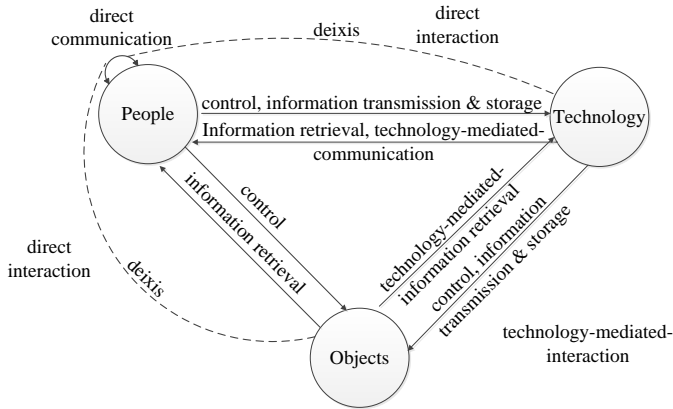 direct
communication
deixis
direct
interaction
People
control, information transmission & storage
Technology
Information retrieval, technology-mediated-
communication
control
information retrieval
technology-mediated-
information retrieval
control, information
transmission & storage
direct
interaction
deixis
Objects
technology-mediated-
interaction